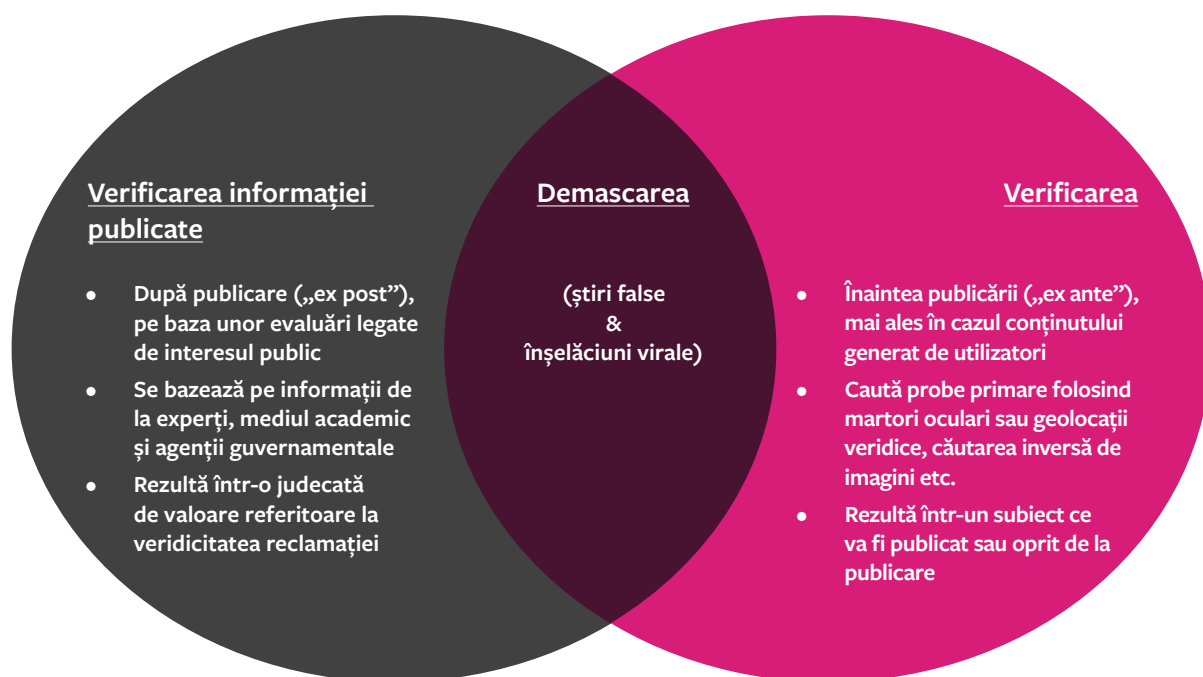 Verificarea informației
publicate
● După publicare („ex post”),
pe baza unor evaluări legate
de interesul public
● Se bazează pe informații de
la experți, mediul academic
și agenții guvernamentale
● Rezultă într-o judecată
de valoare referitoare la
veridicitatea reclamației
Demascarea
(știri false
&
înșelăciuni virale)
Verificarea
● Înaintea publicării („ex ante”),
mai ales în cazul conținutului
generat de utilizatori
● Caută probe primare folosind
martori oculari sau geolocații
veridice, căutarea inversă de
imagini etc.
● Rezultă într-un subiect ce
va fi publicat sau oprit de la
publicare